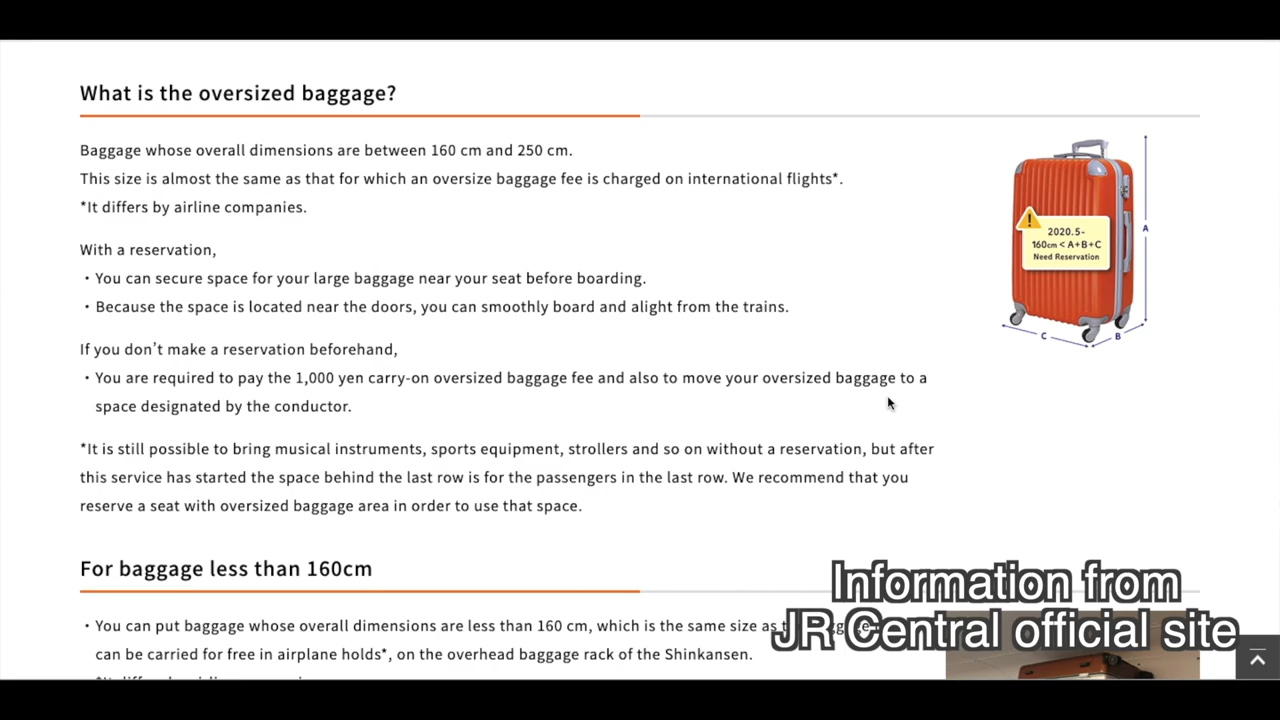 What is the oversized baggage?
Baggage whose overall dimensions are between 160 cm and 250 cm.
This size is almost the same as that for which an oversize baggage fee is charged on international flights*.
*It differs by airline companies.
With a reservation,
・You can secure space for your large baggage near your seat before boarding.
・Because the space is located near the doors, you can smoothly board and alight from the trains.
If you don’t make a reservation beforehand,
・You are required to pay the 1,000 yen carry-on oversized baggage fee and also to move your oversized baggage to a
space designated by the conductor.
*It is still possible to bring musical instruments, sports equipment, strollers and so on without a reservation, but after
this service has started the space behind the last row is for the passengers in the last row. We recommend that you
reserve a seat with oversized baggage area in order to use that space.
!
2020.5-
160cm < A+B+C
Need Reservation
A
B
C
For baggage less than 160cm
・You can put baggage whose overall dimensions are less than 160 cm, which is the same size as
can be carried for free in airplane holds*, on the overhead baggage rack of the Shinkansen.
Information from
JR Central official site